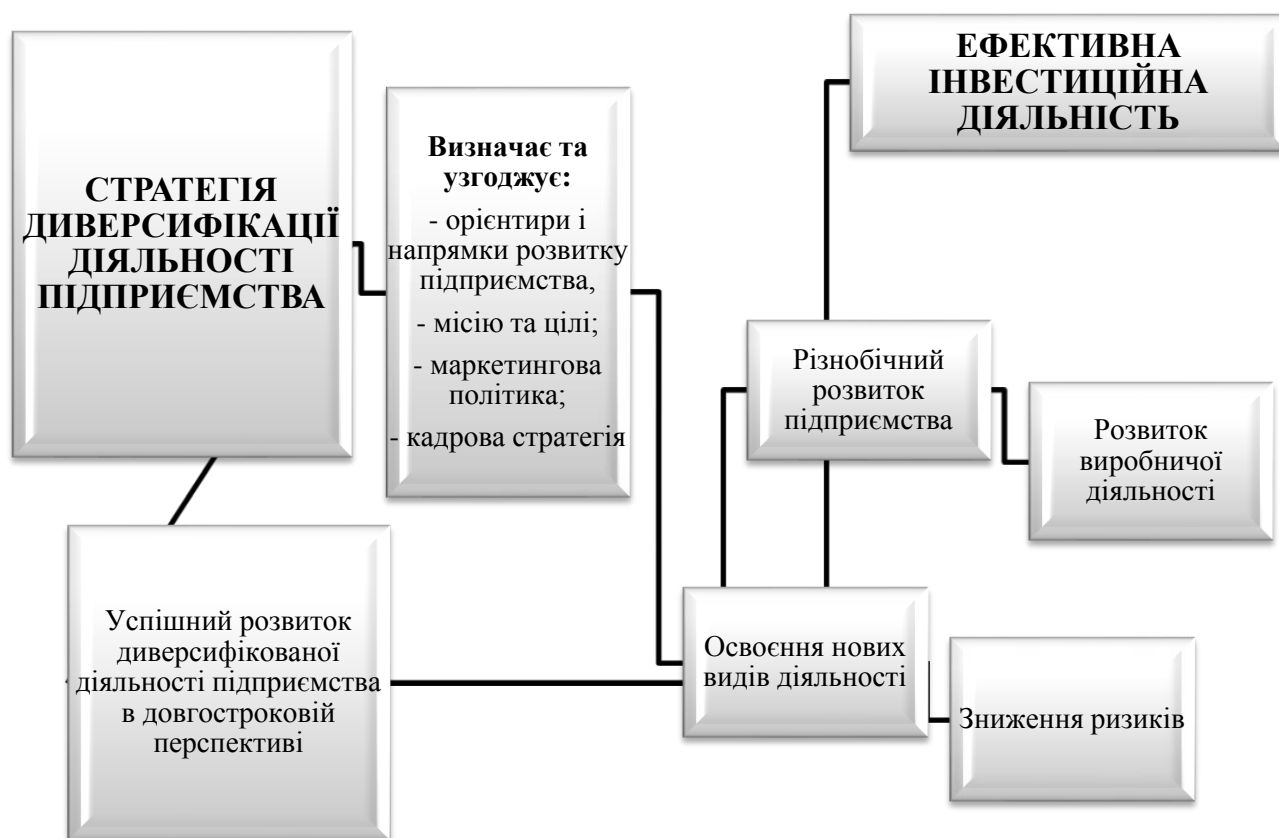 СТРАТЕГІЯ
ДИВЕРСИФІКАЦІЇ
ДІЯЛЬНОСТІ
ПІДПРИЄМСТВА
Визначає та
узгоджує:
- орієнтири і
напрямки розвитку
підприємства,
- місію та цілі;
- маркетингова
політика;
- кадрова стратегія
ЕФЕКТИВНА
ІНВЕСТИЦІЙНА
ДІЯЛЬНІСТЬ
Різнобічний
розвиток
підприємства
Розвиток
виробничої
діяльності
Успішний розвиток
диверсифікованої
діяльності підприємства
в довгостроковій
перспективі
Освоєння нових
видів діяльності
Зниження ризиків